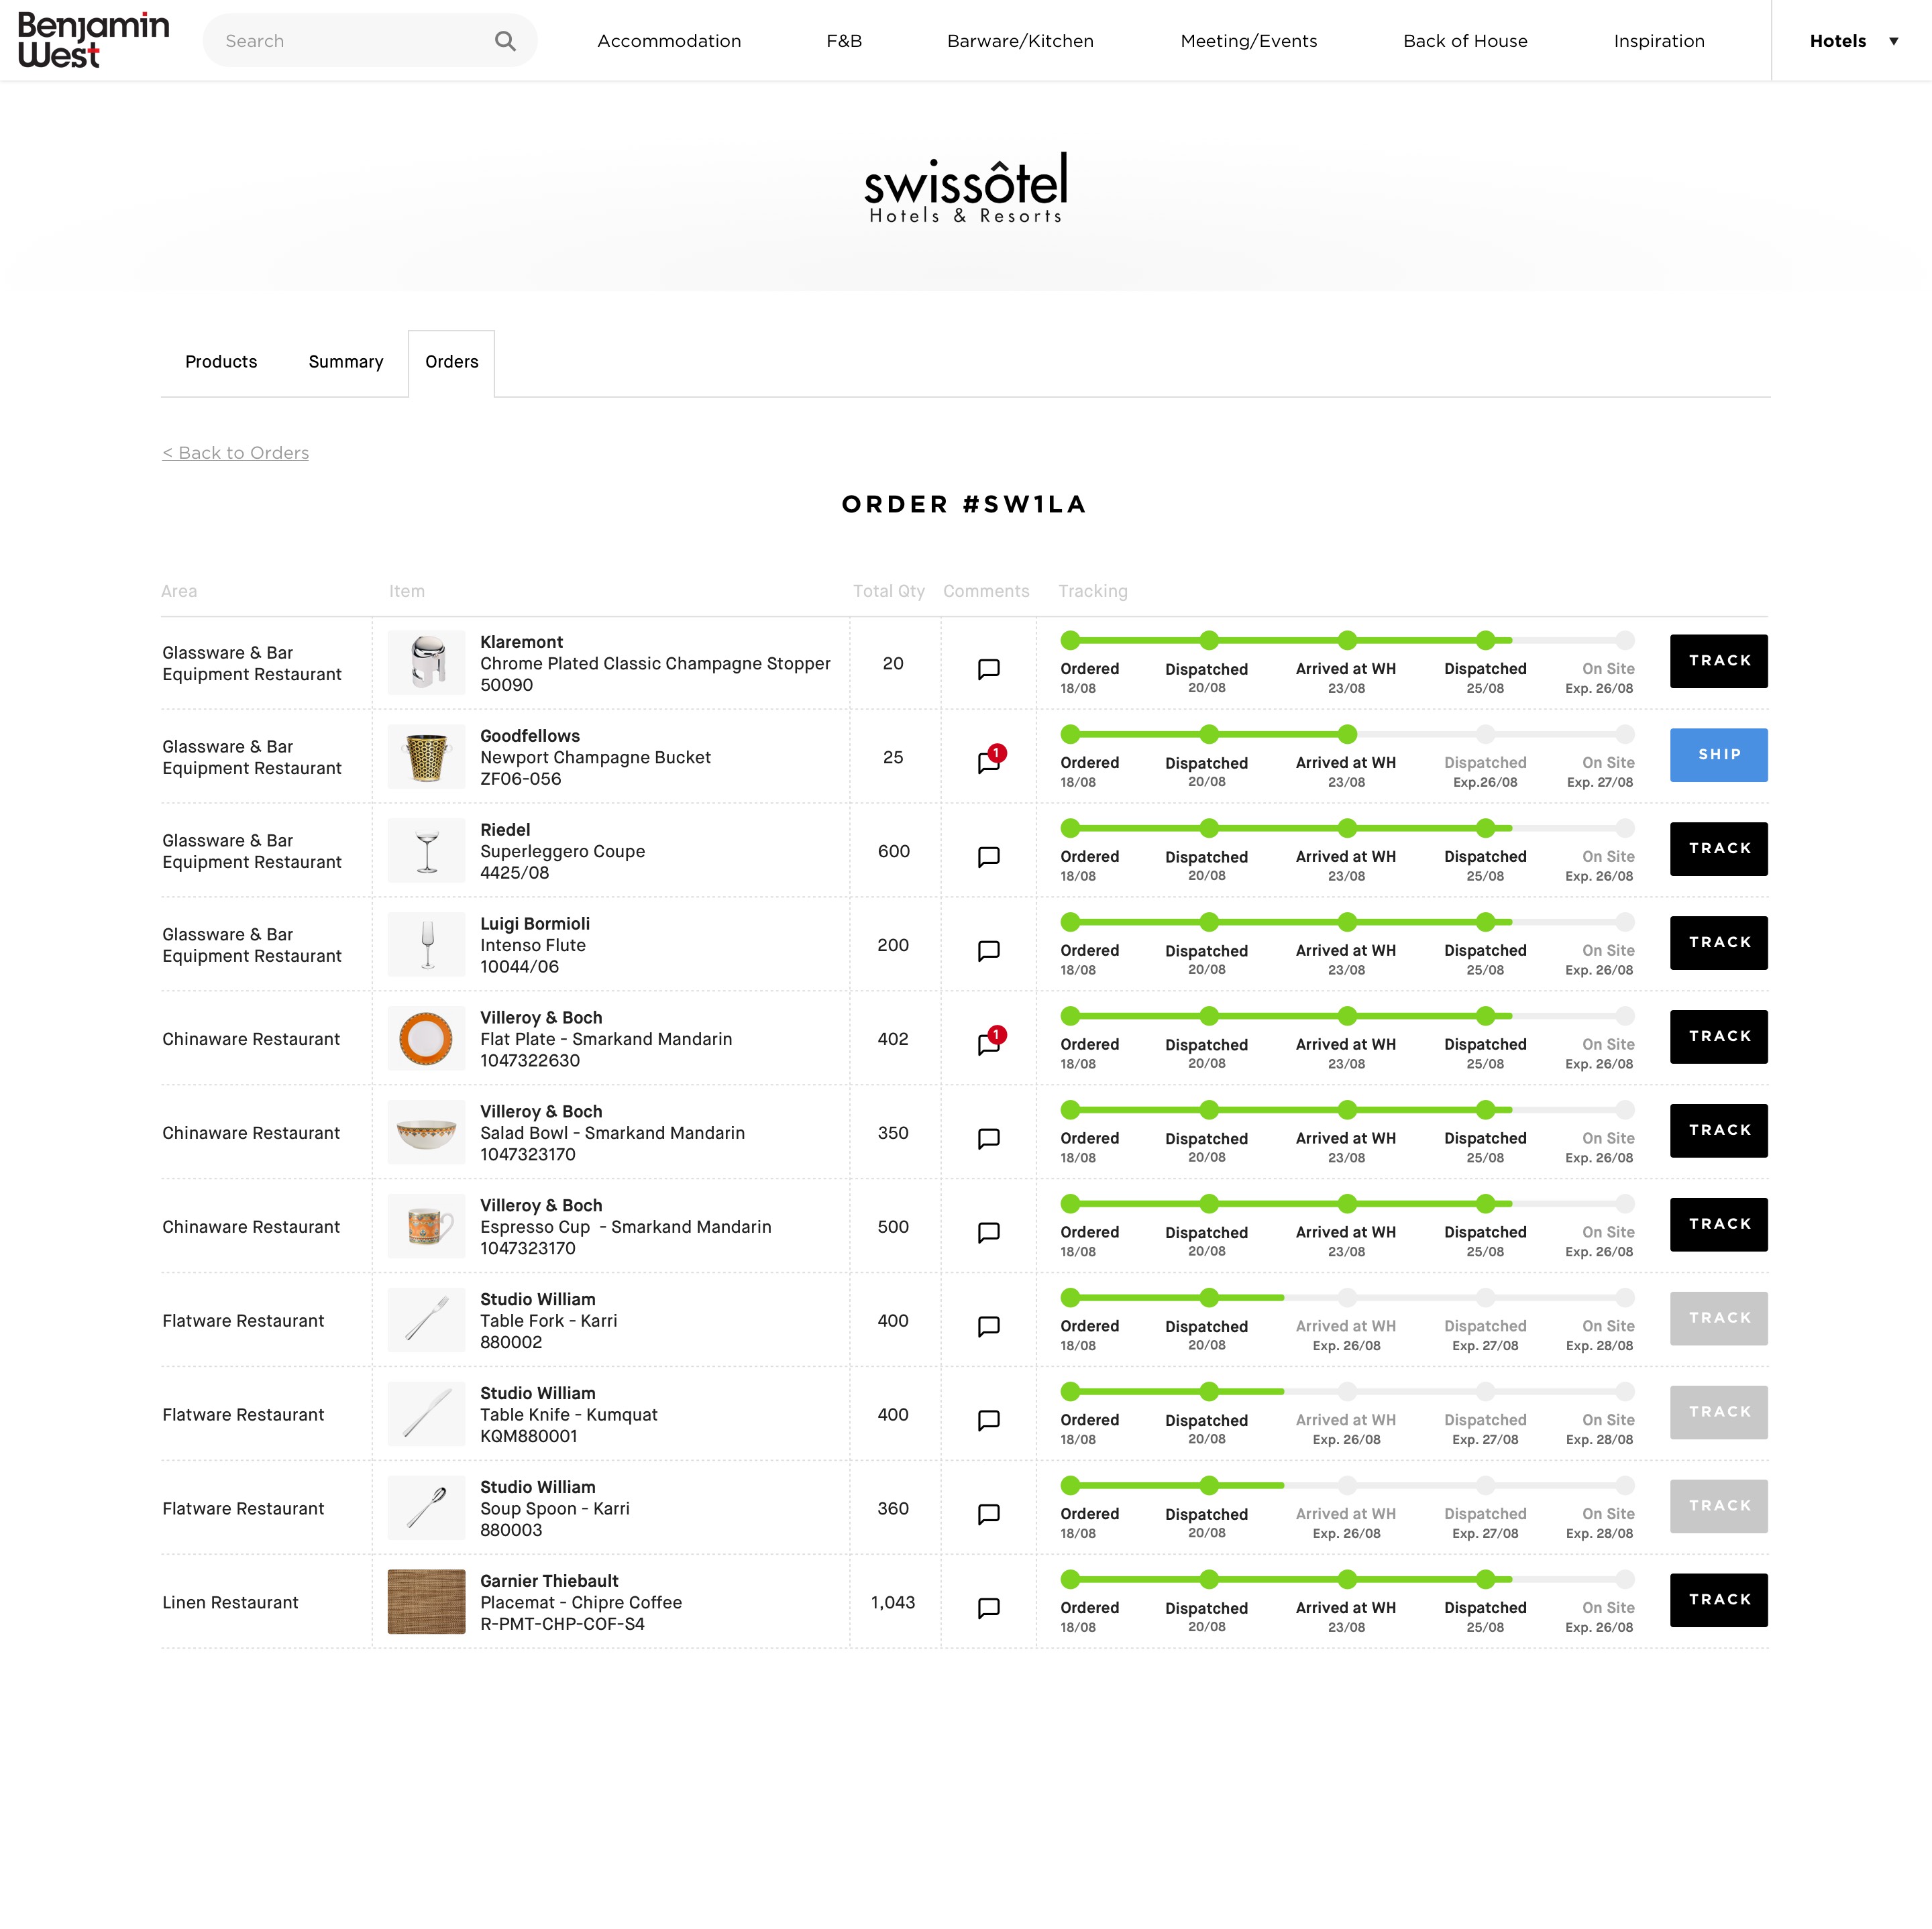 Benjamin
West
Search
Accommodation
F&B
Barware/Kitchen
Meeting/Events
Back of House
Inspiration
Hotels ▼
swissôtel
Hotels & Resorts
Products
Summary
Orders
< Back to Orders
ORDER #SW1LA
Area Item Total Qty Comments Tracking
Glassware & Bar
Equipment Restaurant
Klaremont
Chrome Plated Classic Champagne Stopper
50090
20
Ordered Dispatched Arrived at WH Dispatched On Site
18/08 20/08 23/08 25/08 Exp. 26/08
TRACK
Glassware & Bar
Equipment Restaurant
Goodfellows
Newport Champagne Bucket
ZF06-056
25
1
Ordered Dispatched Arrived at WH Dispatched On Site
18/08 20/08 23/08 Exp.26/08 Exp. 27/08
SHIP
Glassware & Bar
Equipment Restaurant
Riedel
Superleggero Coupe
4425/08
600
Ordered Dispatched Arrived at WH Dispatched On Site
18/08 20/08 23/08 25/08 Exp. 26/08
TRACK
Glassware & Bar
Equipment Restaurant
Luigi Bormioli
Intenso Flute
10044/06
200
Ordered Dispatched Arrived at WH Dispatched On Site
18/08 20/08 23/08 25/08 Exp. 26/08
TRACK
Chinaware Restaurant
Villeroy & Boch
Flat Plate - Smarkand Mandarin
1047322630
402
1
Ordered Dispatched Arrived at WH Dispatched On Site
18/08 20/08 23/08 25/08 Exp. 26/08
TRACK
Chinaware Restaurant
Villeroy & Boch
Salad Bowl - Smarkand Mandarin
1047323170
350
Ordered Dispatched Arrived at WH Dispatched On Site
18/08 20/08 23/08 25/08 Exp. 26/08
TRACK
Chinaware Restaurant
Villeroy & Boch
Espresso Cup - Smarkand Mandarin
1047323170
500
Ordered Dispatched Arrived at WH Dispatched On Site
18/08 20/08 23/08 25/08 Exp. 26/08
TRACK
Flatware Restaurant
Studio William
Table Fork - Karri
880002
400
Ordered Dispatched Arrived at WH Dispatched On Site
18/08 20/08 Exp. 26/08 Exp. 27/08 Exp. 28/08
TRACK
Flatware Restaurant
Studio William
Table Knife - Kumquat
KQM880001
400
Ordered Dispatched Arrived at WH Dispatched On Site
18/08 20/08 Exp. 26/08 Exp. 27/08 Exp. 28/08
TRACK
Flatware Restaurant
Studio William
Soup Spoon - Karri
880003
360
Ordered Dispatched Arrived at WH Dispatched On Site
18/08 20/08 Exp. 26/08 Exp. 27/08 Exp. 28/08
TRACK
Linen Restaurant
Garnier Thiebault
Placemat - Chipre Coffee
R-PMT-CHP-COF-S4
1,043
Ordered Dispatched Arrived at WH Dispatched On Site
18/08 20/08 23/08 25/08 Exp. 26/08
TRACK